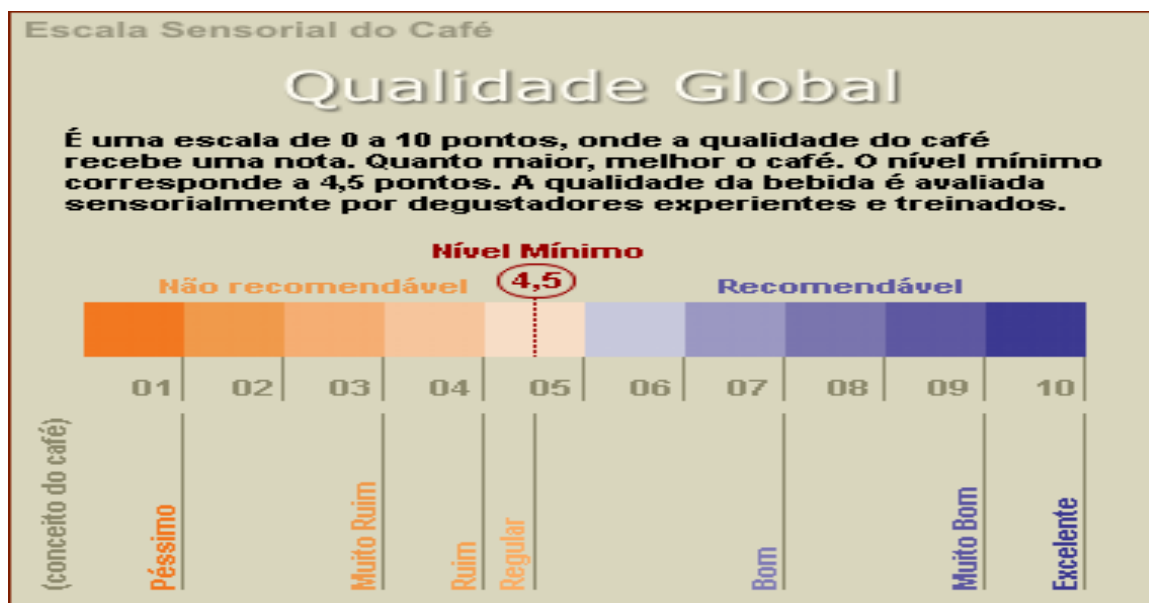 Escala Sensorial do Café
Qualidade Global
É uma escala de 0 a 10 pontos, onde a qualidade do café
recebe uma nota. Quanto maior, melhor o café. O nível mínimo
corresponde a 4,5 pontos. A qualidade da bebida é avaliada
sensorialmente por degustadores experientes e treinados.
Nível Mínimo
Não recomendável 4,5 Recomendável
01 02 03 04 05 06 07 08 09 10
(conceito do café)
Péssimo
Muito Ruim
Ruim
Regular
Bom
Muito Bom
Excelente